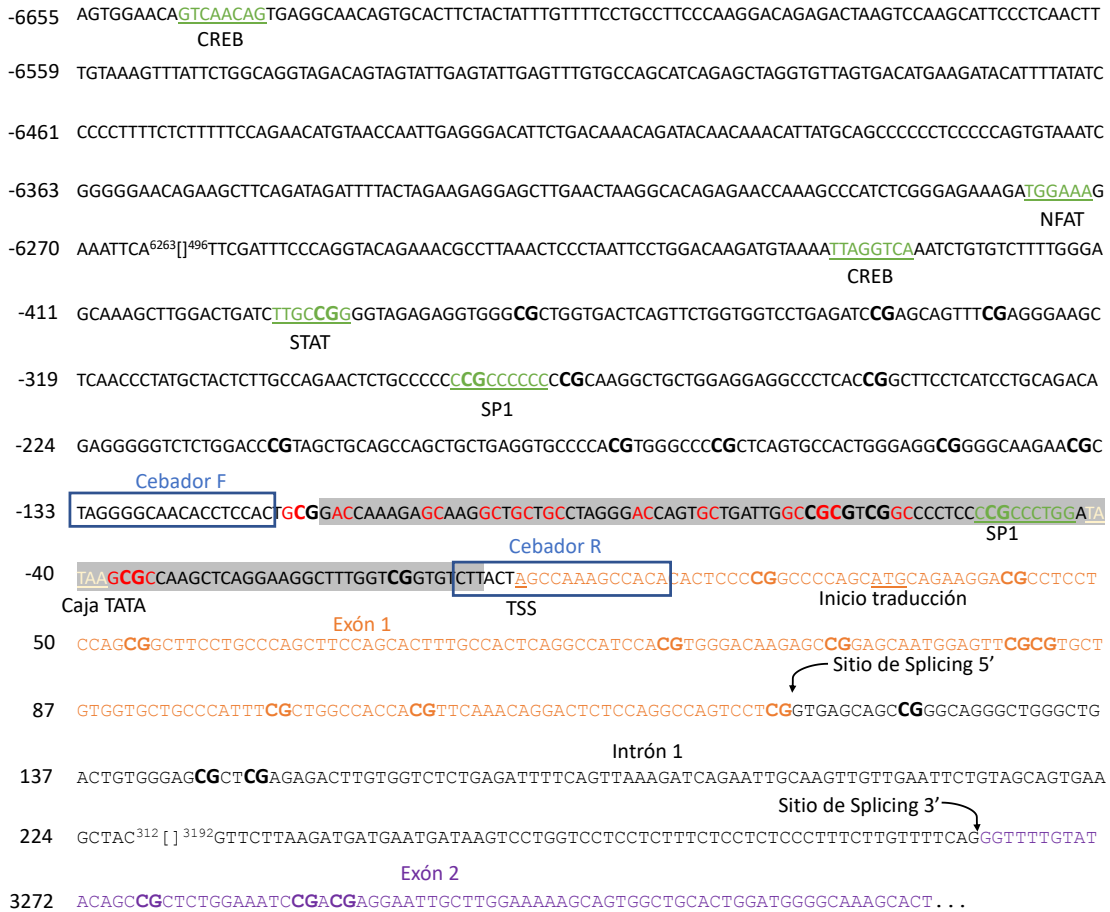 -6655 AGTGGAACAGTCAACAGTGAGGCAACAGTGCACTTCTACTATTTGTTTTCCTGCCTTCCCAAGGACAGAGACTAAGTCCAAGCATTCCCTCAACTT
CREB
-6559 TGTAAAGTTTATTCTGGCAGGTAGACAGTAGTATTGAGTATTGAGTTTGTGCCAGCATCAGAGCTAGGTGTTAGTGACATGAAGATACATTTTATATC
-6461 CCCCTTTTCTCTTTTTCCAGAACATGTAACCAATTGAGGGACATTCTGACAAACAGATACAACAAACATTATGCAGCCCCCCTCCCCCAGTGTAAATC
-6363 GGGGGAACAGAAGCTTCAGATAGATTTTACTAGAAGAGGAGCTTGAACTAAGGCACAGAGAACCAAAGCCCATCTCGGGAGAAAGATGGAAAG
NFAT
-6270 AAATTCA6263[]496TTCGATTTCCCAGGTACAGAAACGCCTTAAACTCCCTAATTCCTGGACAAGATGTAAAATTAGGTCAAATCTGTGTCTTTTGGGA
CREB
-411 GCAAAGCTTGGACTGATCTTGCCGGGGTAGAGAGGTGGGCGCTGGTGACTCAGTTCTGGTGGTCCTGAGATCCGAGCAGTTTCGAGGGAAGC
STAT
-319 TCAACCCTATGCTACTCTTGCCAGAACTCTGCCCCCCCGCCCCCCCCGCAAGGCTGCTGGAGGAGGCCCTCACCGGCTTCCTCATCCTGCAGACA
SP1
-224 GAGGGGGTCTCTGGACCCGTAGCTGCAGCCAGCTGCTGAGGTGCCCCACGTGGGCCCCGCTCAGTGCCACTGGGAGGCGGGGCAAGAACGC
Cebador F
-133 TAGGGGCAACACCTCCACTGCGGACCAAAGAGCAAGGCTGCTGCCTAGGGACCAGTGCTGATTGGCCCGCGTCGGCCCCTCCCCCGCCCTGGATA
SP1
Cebador R
-40 TAAGCGCCAAGCTCAGGAAGGCTTTGGTCGGTGTCTTACTAGCCAAAGCCACACACTCCCCGGCCCCAGCATGCAGAAGGACGCCTCCT
Caja TATA TSS Inicio traducción
Exón 1
50 CCAGCGGCTTCCTGCCCAGCTTCCAGCACTTTGCCACTCAGGCCATCCACGTGGGACAAGAGCCGGAGCAATGGAGTTCGCGTGCT
Sitio de Splicing 5’
87 GTGGTGCTGCCCATTTCGCTGGCCACCACGTTCAAACAGGACTCTCCAGGCCAGTCCTCGGTGAGCAGCCGGGCAGGGCTGGGCTG
Intrón 1
137 ACTGTGGGAGCGCTCGAGAGACTTGTGGTCTCTGAGATTTTCAGTTAAAGATCAGAATTGCAAGTTGTTGAATTCTGTAGCAGTGAA
Sitio de Splicing 3’
224 GCTAC312[]3192GTTCTTAAGATGATGAATGATAAGTCCTGGTCCTCCTCTTTCTCCTCTCCCTTTCTTGTTTTCAGGGTTTTGTAT
Exón 2
3272 ACAGCCGCTCTGGAAATCCGACGAGGAATTGCTTGGAAAAAGCAGTGGCTGCACTGGATGGGGCAAAGCACT...